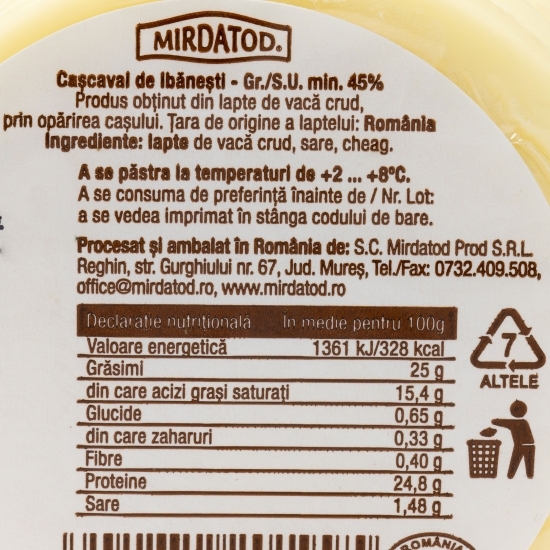 MIRDATOD®
Cașcaval de Ibănești - Gr./S.U. min. 45%
Produs obținut din lapte de vacă crud,
prin opărirea cașului. Țara de origine a laptelui: România
Ingrediente: lapte de vacă crud, sare, cheag.
A se păstra la temperaturi de +2 ... +8°C.
A se consuma de preferință înainte de / Nr. Lot:
a se vedea imprimat în stânga codului de bare.
Procesat și ambalat în România de: S.C. Mirdatod Prod S.R.L.
Reghin, str. Gurghiului nr. 67, Jud. Mureș, Tel./Fax: 0732.409.508,
office@mirdatod.ro, www.mirdatod.ro
Declarație nutrițională În medie pentru 100g
Valoare energetică 1361 kJ/328 kcal
Grăsimi 25 g
din care acizi grași saturați 15,4 g
Glucide 0,65 g
din care zaharuri 0,33 g
Fibre 0,40 g
Proteine 24,8 g
Sare 1,48 g
7
ALTELE
ROMÂNI